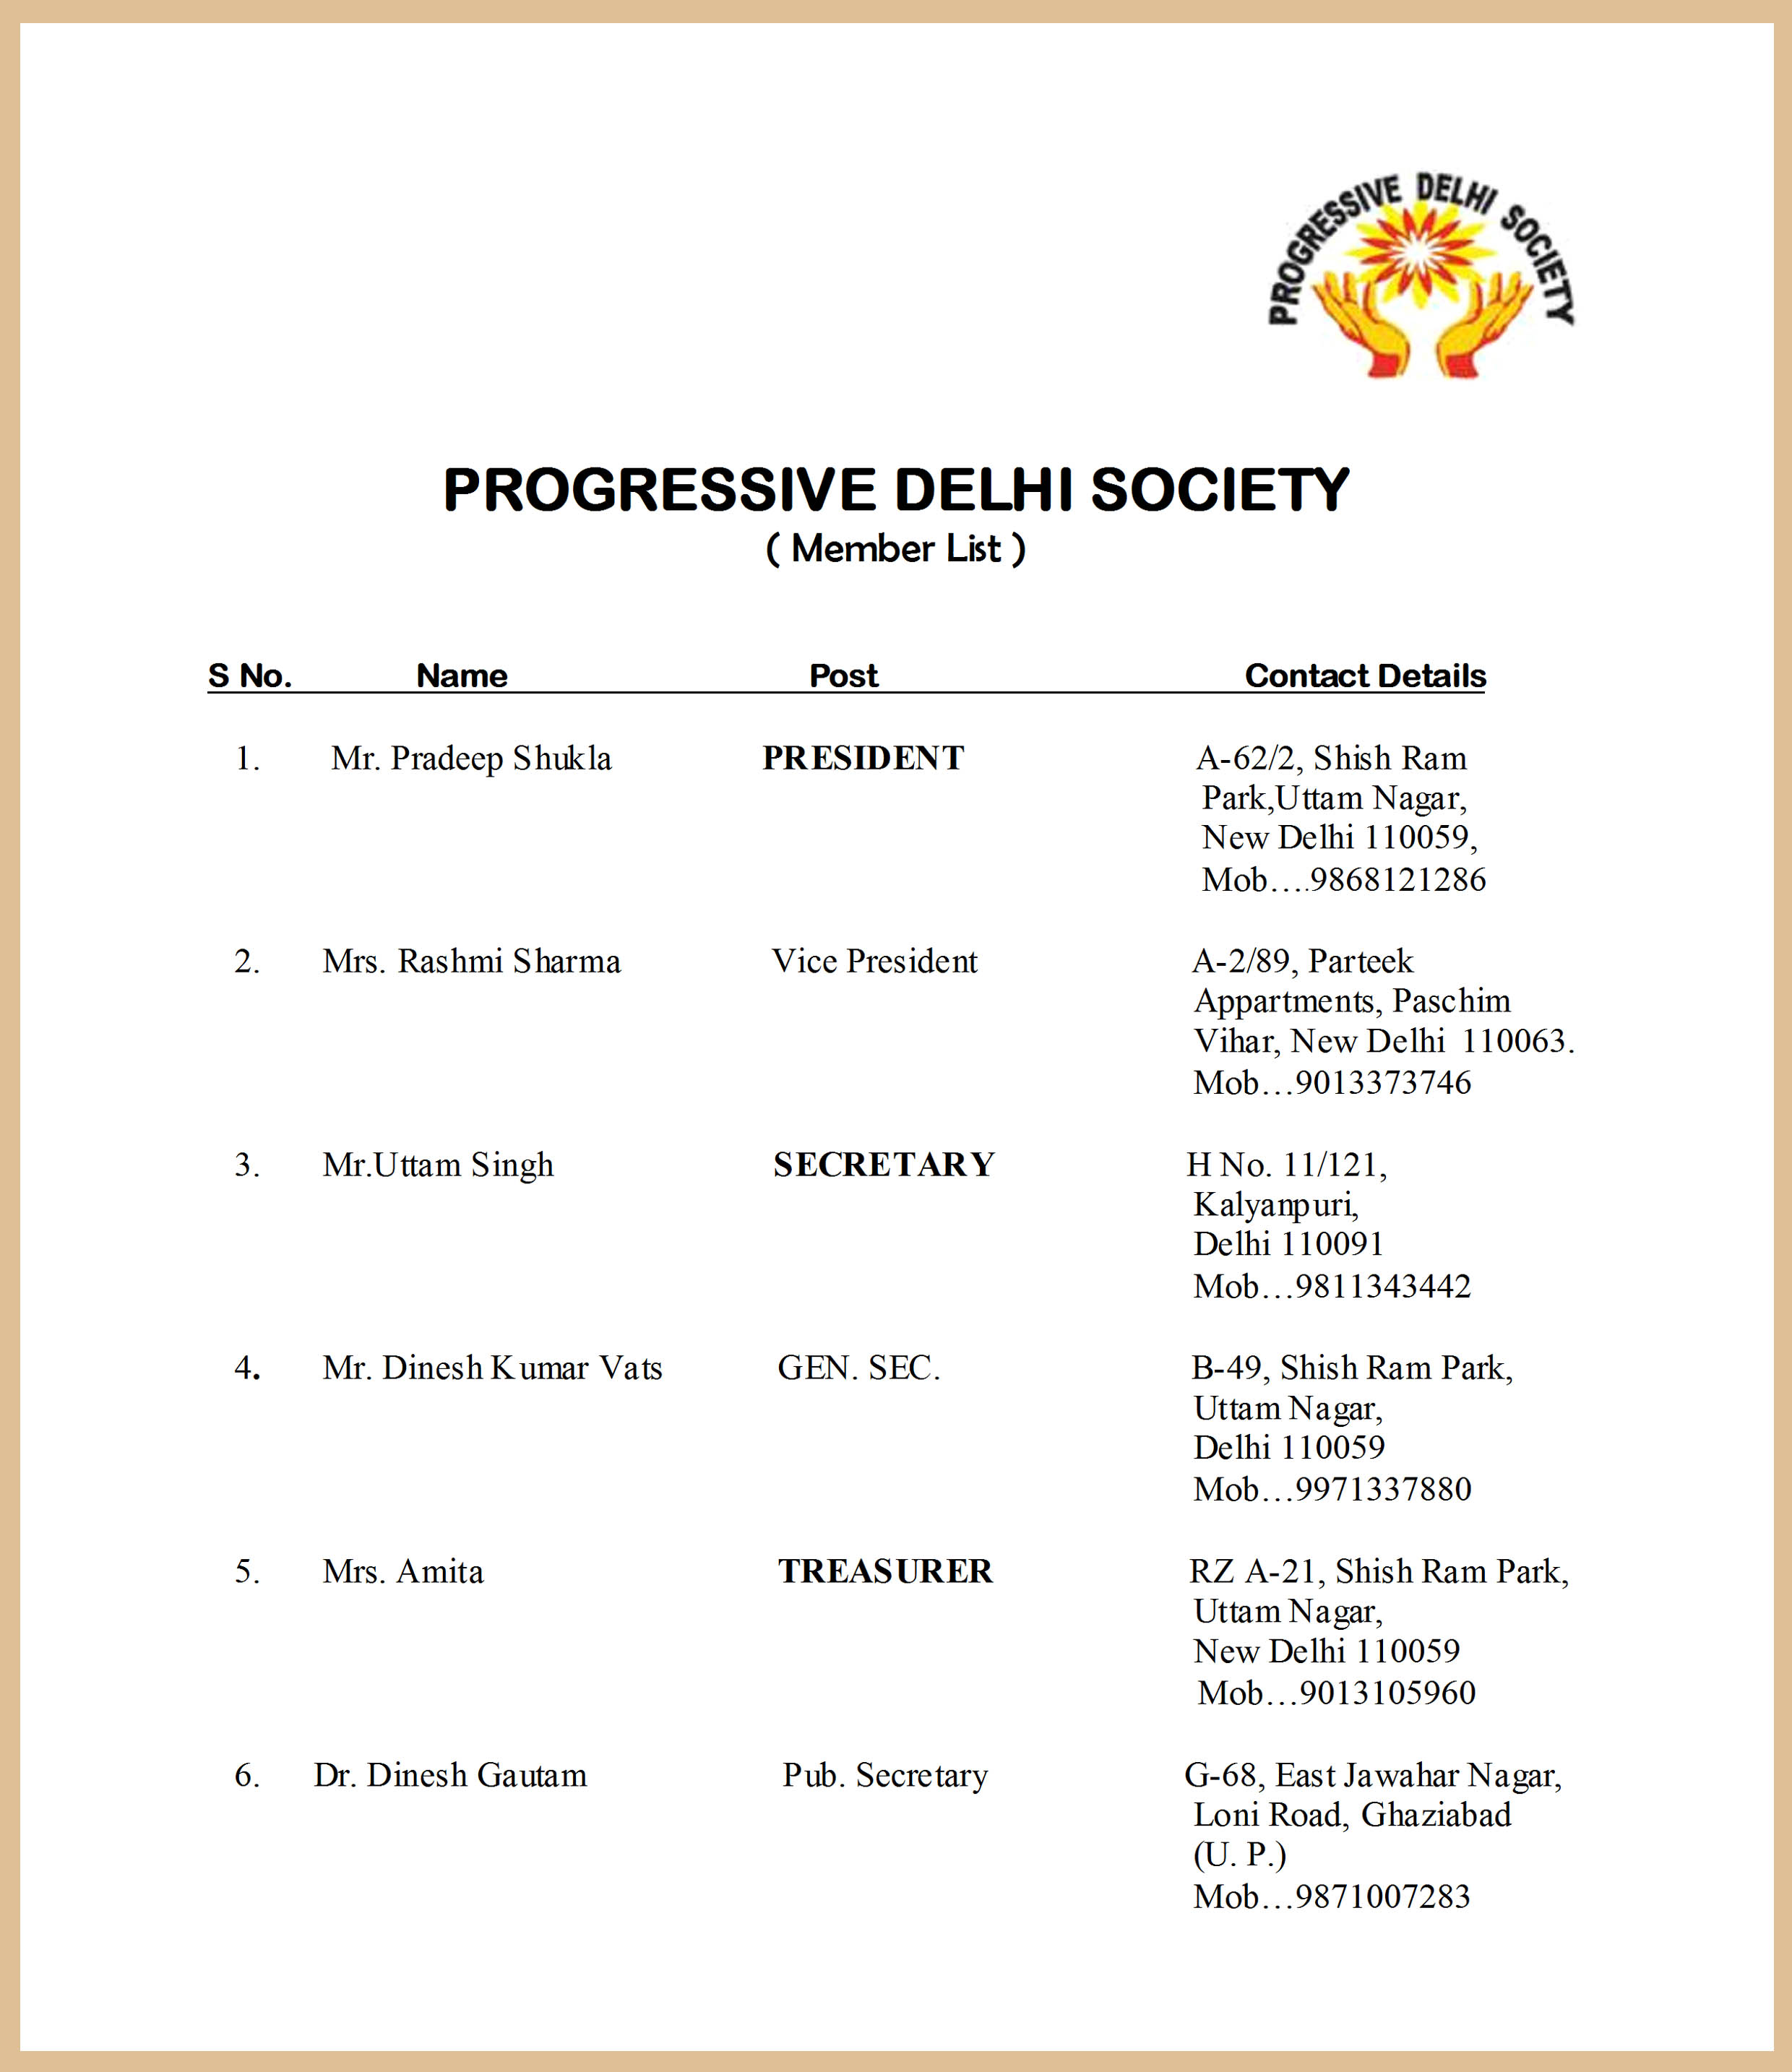 PROGRESSIVE DELHI SOCIETY
PROGRESSIVE DELHI SOCIETY
( Member List )
S No. Name Post Contact Details
1. Mr. Pradeep Shukla PRESIDENT A-62/2, Shish Ram
Park,Uttam Nagar,
New Delhi 110059,
Mob….9868121286
2. Mrs. Rashmi Sharma Vice President A-2/89, Parteek
Appartments, Paschim
Vihar, New Delhi 110063.
Mob…9013373746
3. Mr.Uttam Singh SECRETARY H No. 11/121,
Kalyanpuri,
Delhi 110091
Mob…9811343442
4. Mr. Dinesh Kumar Vats GEN. SEC. B-49, Shish Ram Park,
Uttam Nagar,
Delhi 110059
Mob…9971337880
5. Mrs. Amita TREASURER RZ A-21, Shish Ram Park,
Uttam Nagar,
New Delhi 110059
Mob…9013105960
6. Dr. Dinesh Gautam Pub. Secretary G-68, East Jawahar Nagar,
Loni Road, Ghaziabad
(U. P.)
Mob…9871007283